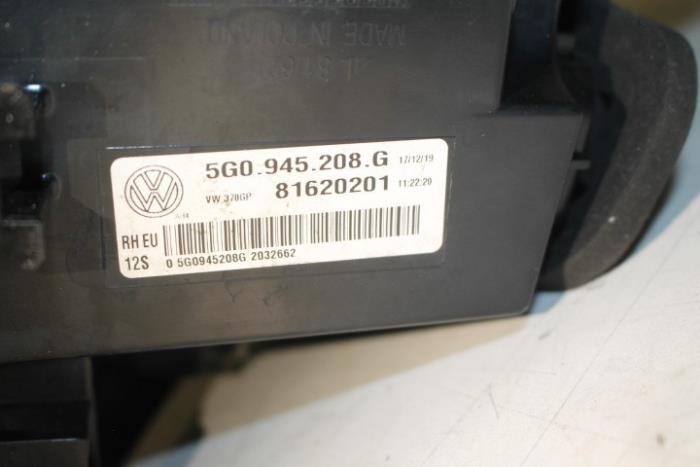 MADE IN POLAND
5G0.945.208.G 17/12/19
VW 370GP 81620201 11:22:20
RH EU
12S 0 5G0945208G 2032662